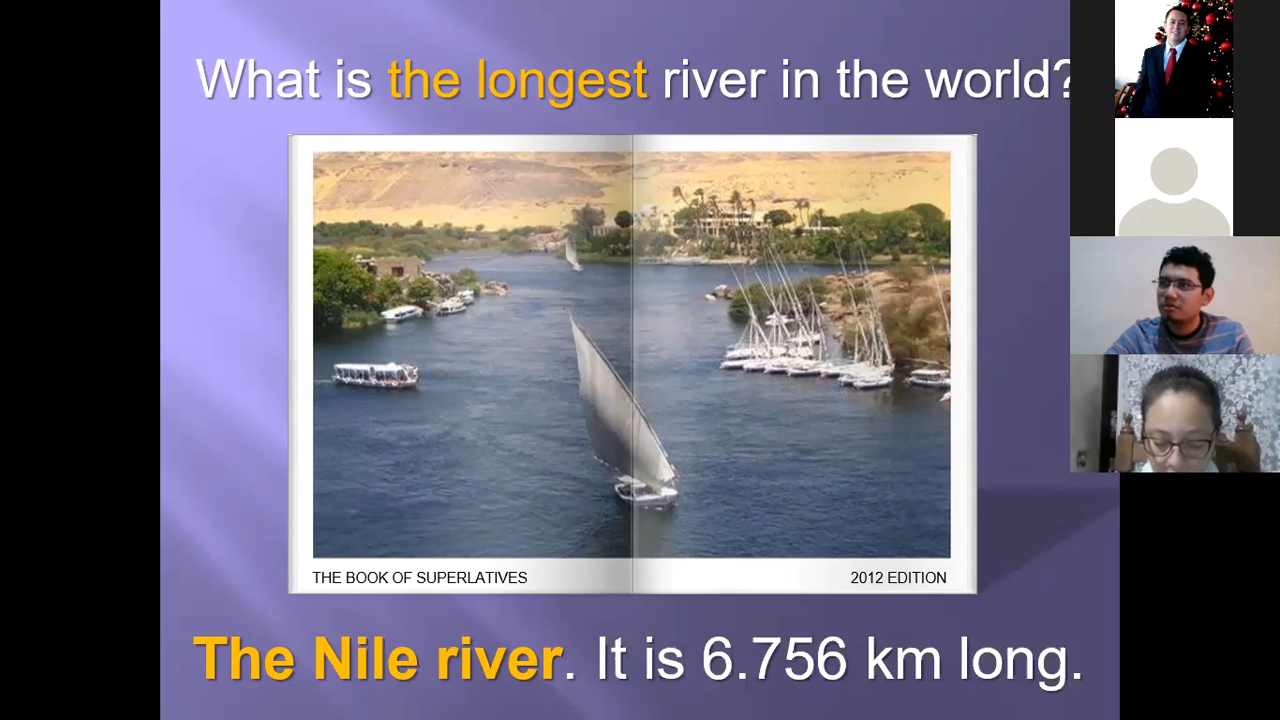 What is the longest river in the world?
THE BOOK OF SUPERLATIVES
2012 EDITION
The Nile river. It is 6.756 km long.